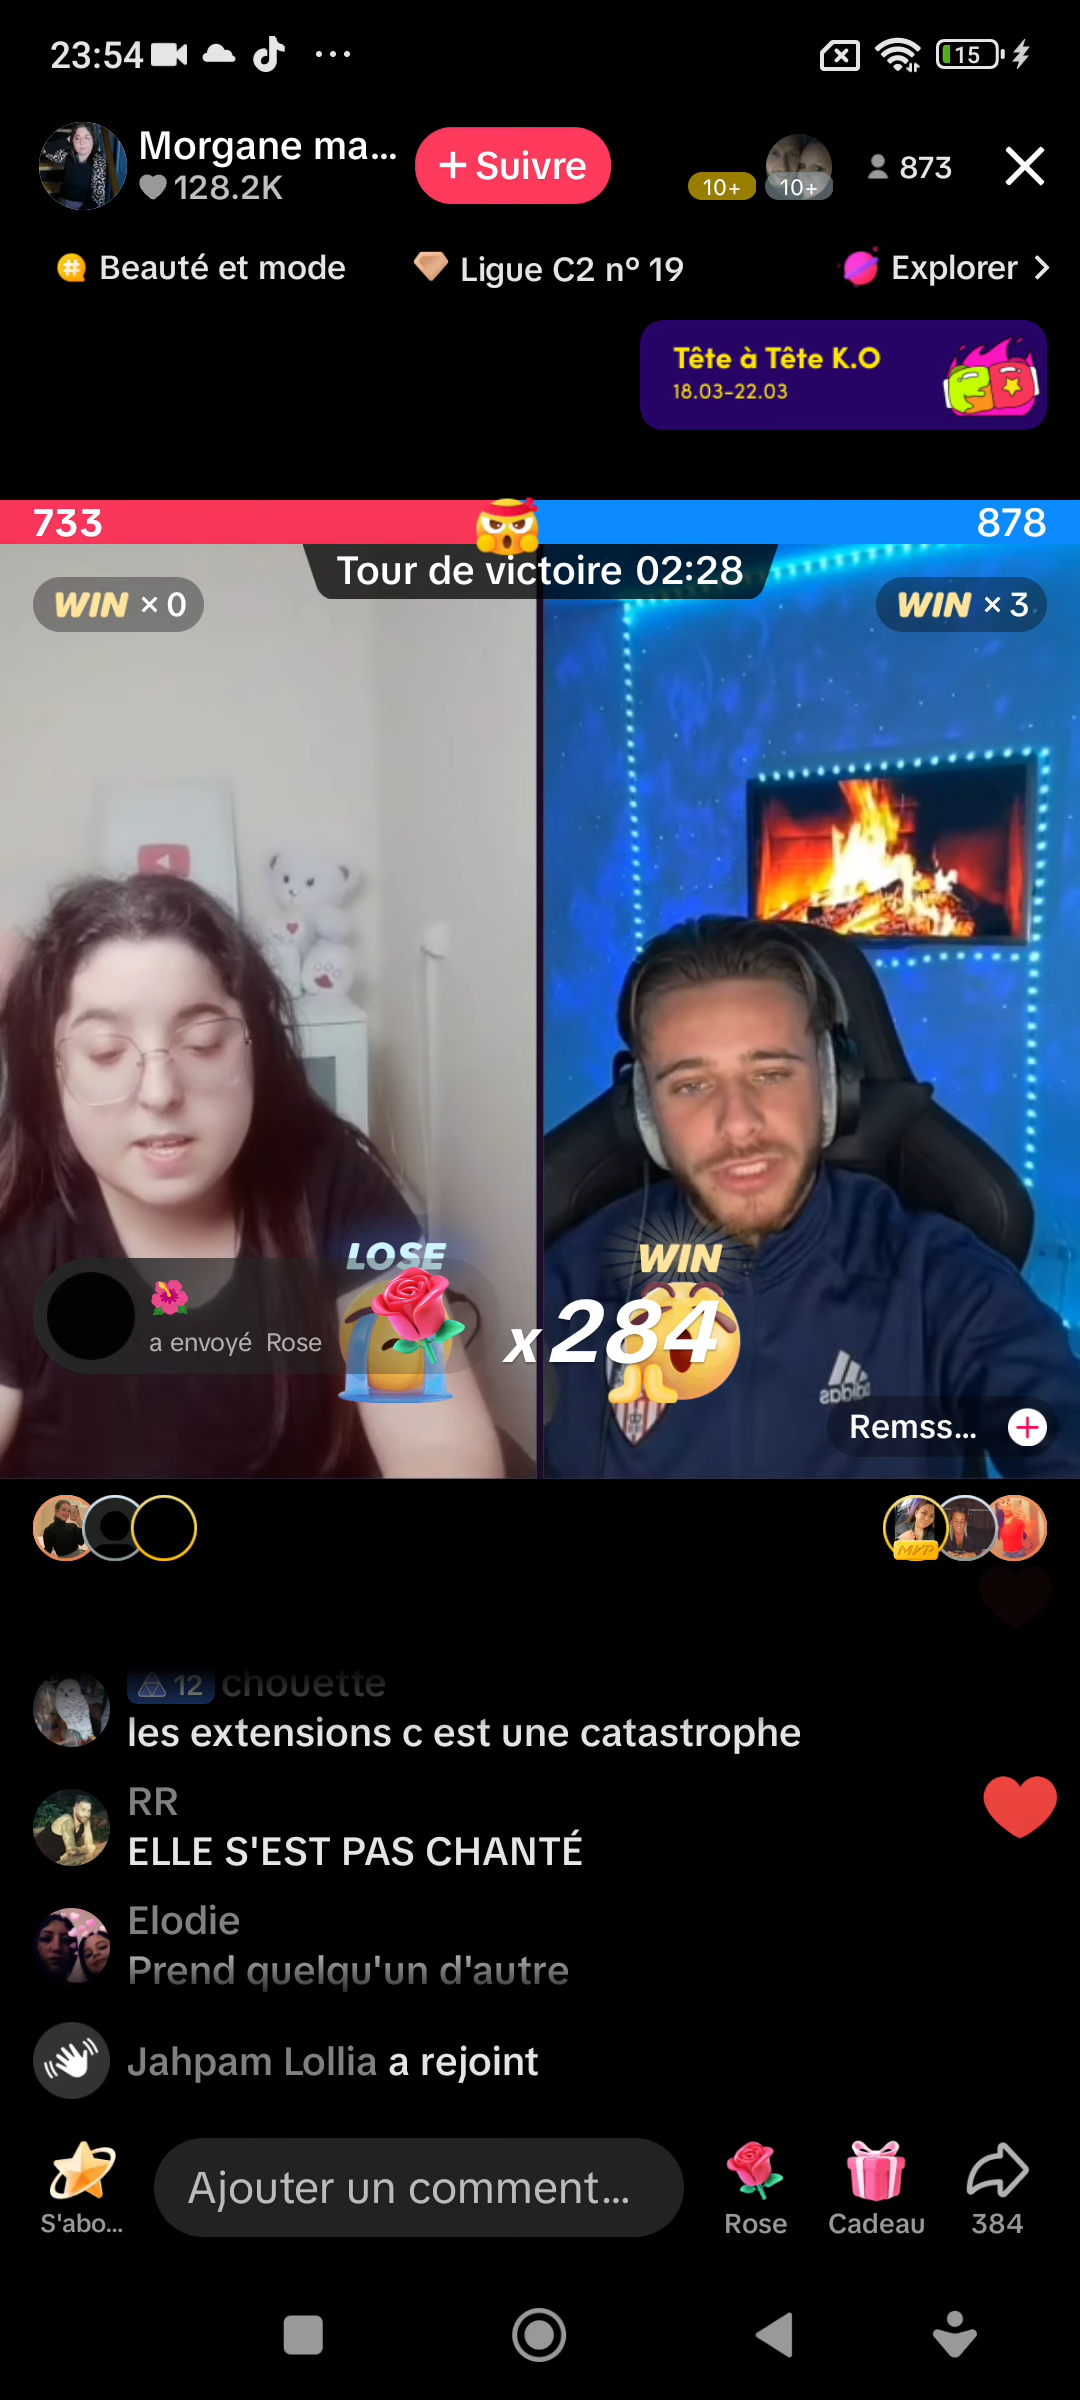 23:54
15
Morgane ma...
128.2K
+ Suivre
10+
10+
873
Beauté et mode
Ligue C2 n° 19
Explorer
Tête à Tête K.O
18.03-22.03
733
878
Tour de victoire 02:28
WIN × 0
WIN × 3
LOSE
WIN
a envoyé Rose
x284
adidas
Remss...
MVP
12 chouette
les extensions c est une catastrophe
RR
ELLE S'EST PAS CHANTÉ
Elodie
Prend quelqu'un d'autre
Jahpam Lollia a rejoint
Ajouter un comment...
S'abo...
Rose
Cadeau
384